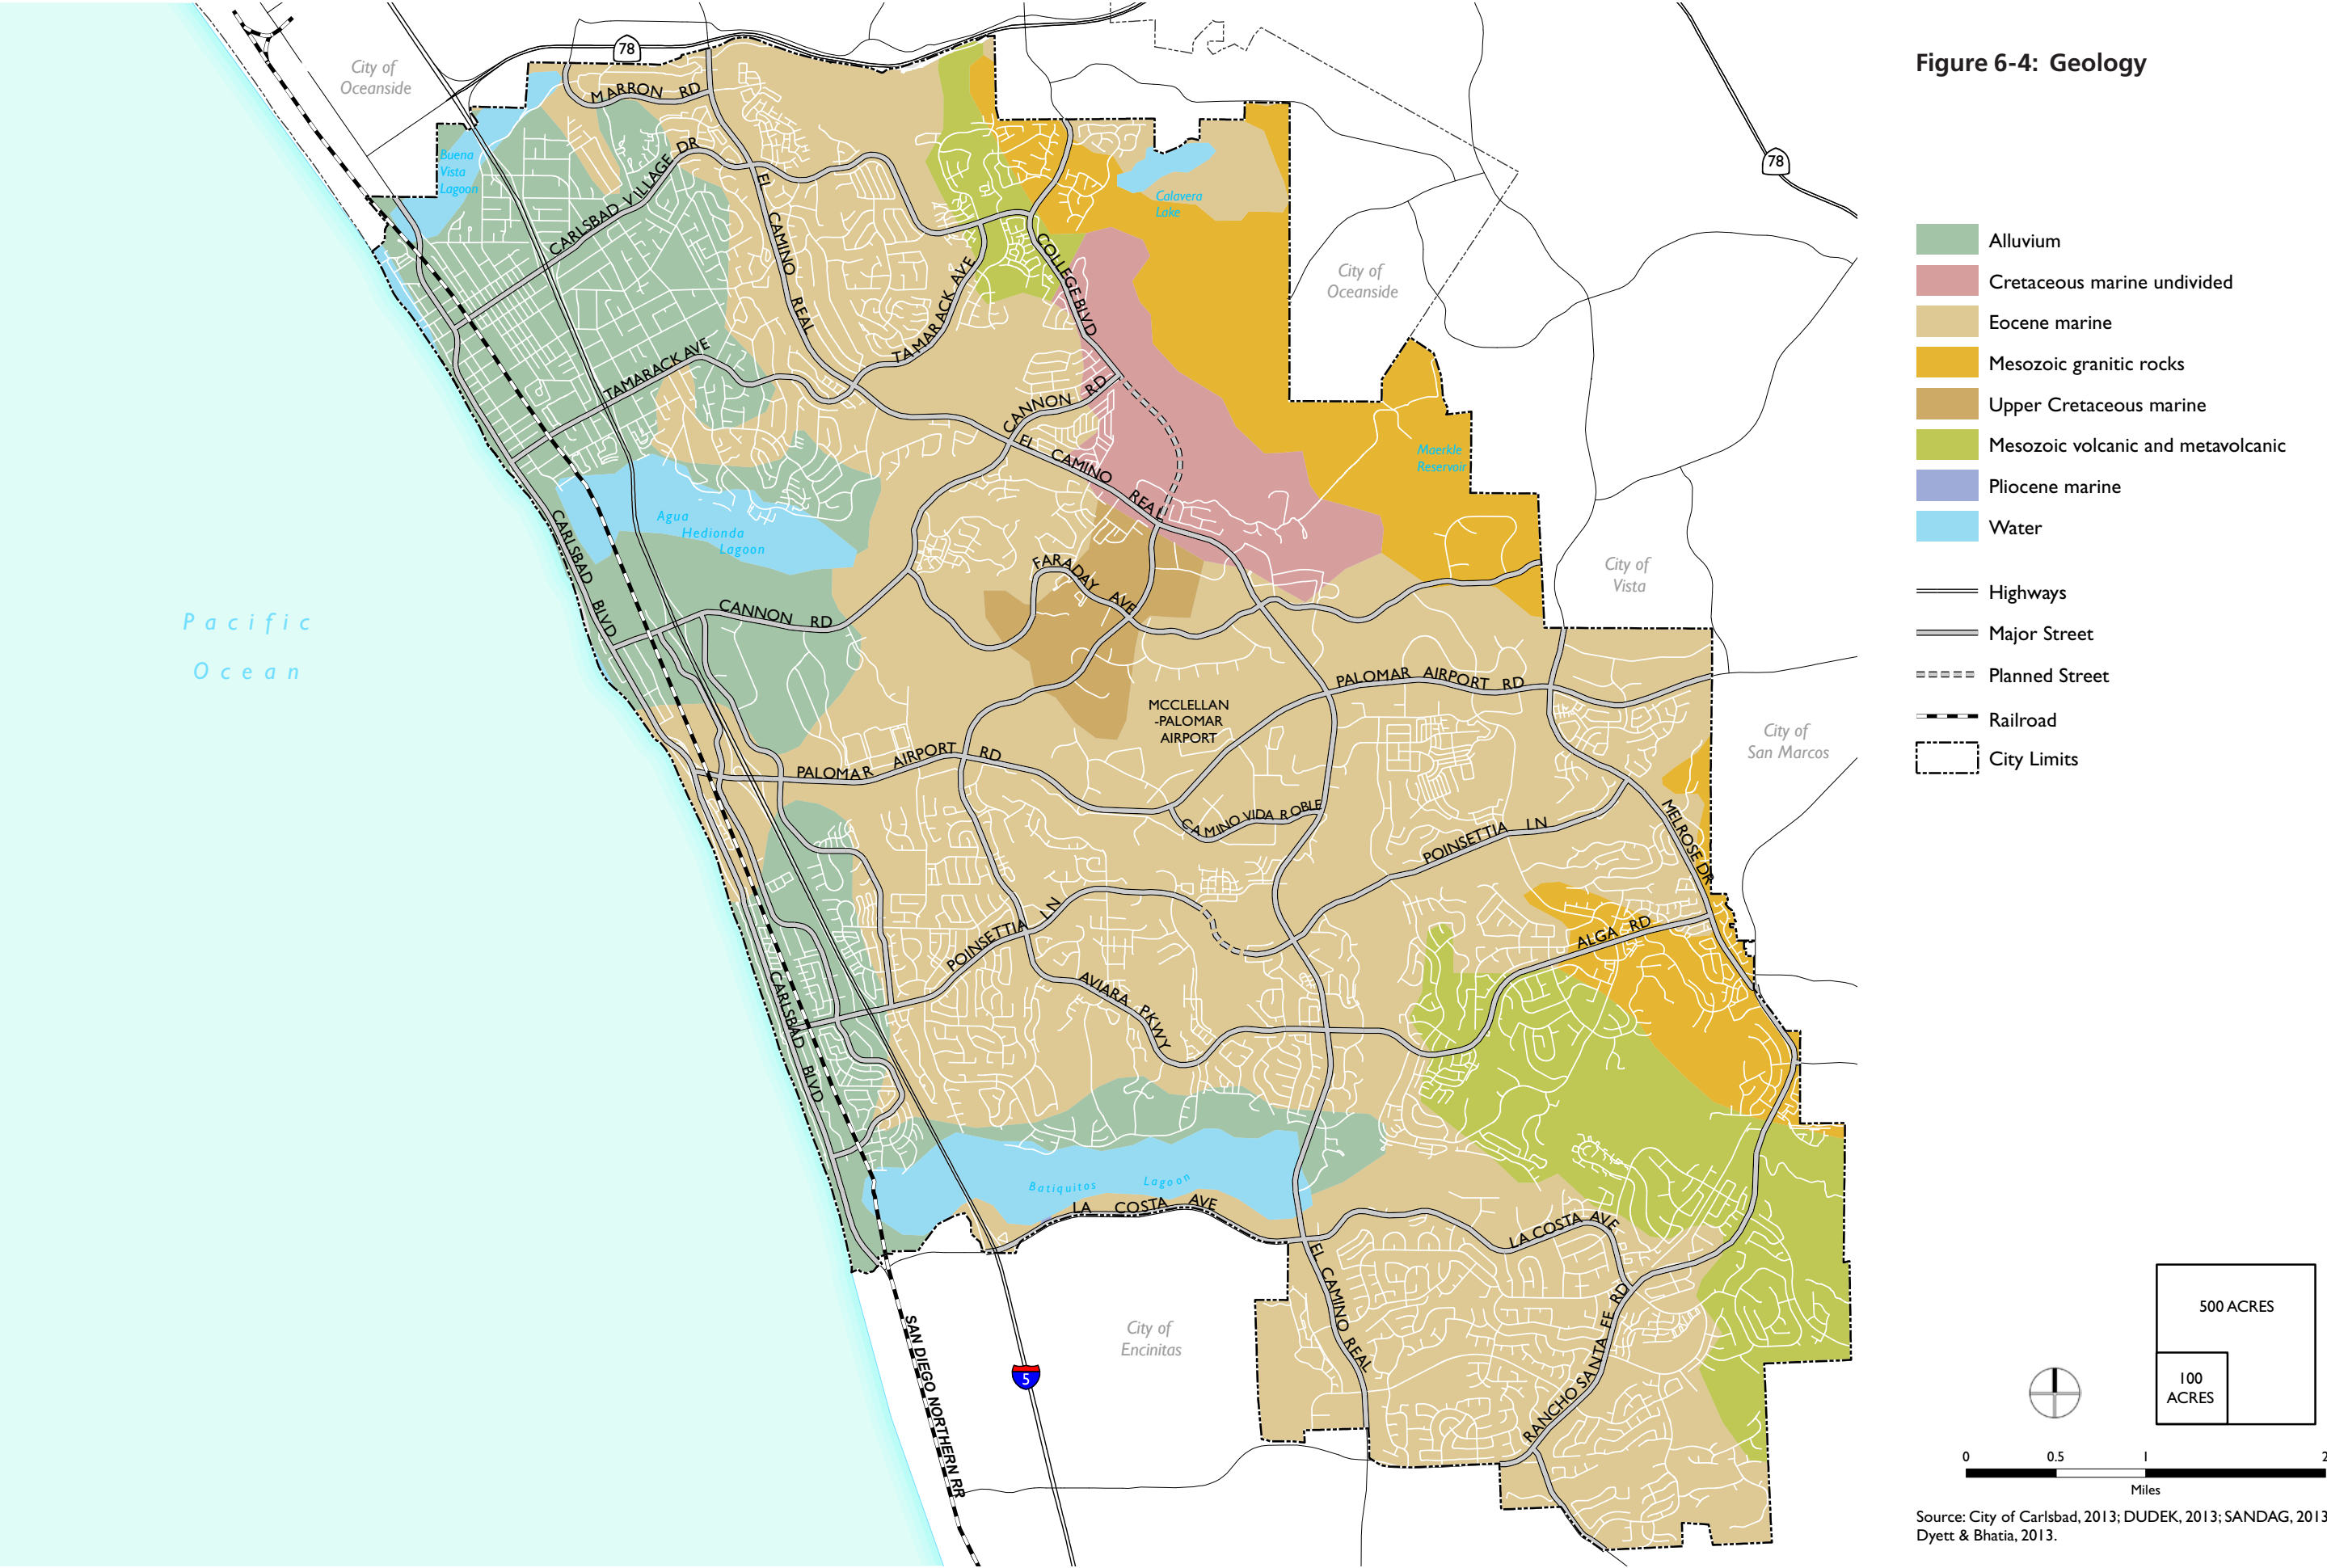 Figure 6-4: Geology
78
78
City of
Oceanside
MARRON RD
Buena
Vista
Lagoon
CARLSBAD VILLAGE DR
EL CAMINO REAL
Calavera
Lake
City of
Oceanside
COLLEGE BLVD
TAMARACK AVE
TAMARACK AVE
CANNON RD
EL CAMINO REAL
Maerkle
Reservoir
Agua
Hedionda
Lagoon
CARLSBAD BLVD
FARADAY AVE
City of
Vista
CANNON RD
Pacific
Ocean
PALOMAR AIRPORT RD
MCCLELLAN
-PALOMAR
AIRPORT
City of
San Marcos
PALOMAR AIRPORT RD
CAMINO VIDA ROBLE
POINSETTIA LN
MELROSE DR
POINSETTIA LN
ALGA RD
AVIARA PKWY
CARLSBAD BLVD
Batiquitos Lagoon
LA COSTA AVE
LA COSTA AVE
EL CAMINO REAL
RANCHO SANTA FE RD
City of
Encinitas
SAN DIEGO NORTHERN RR
5
Alluvium
Cretaceous marine undivided
Eocene marine
Mesozoic granitic rocks
Upper Cretaceous marine
Mesozoic volcanic and metavolcanic
Pliocene marine
Water
Highways
Major Street
Planned Street
Railroad
City Limits
500 ACRES
100
ACRES
0 0.5 1 2
Miles
Source: City of Carlsbad, 2013; DUDEK, 2013; SANDAG, 2013
Dyett & Bhatia, 2013.